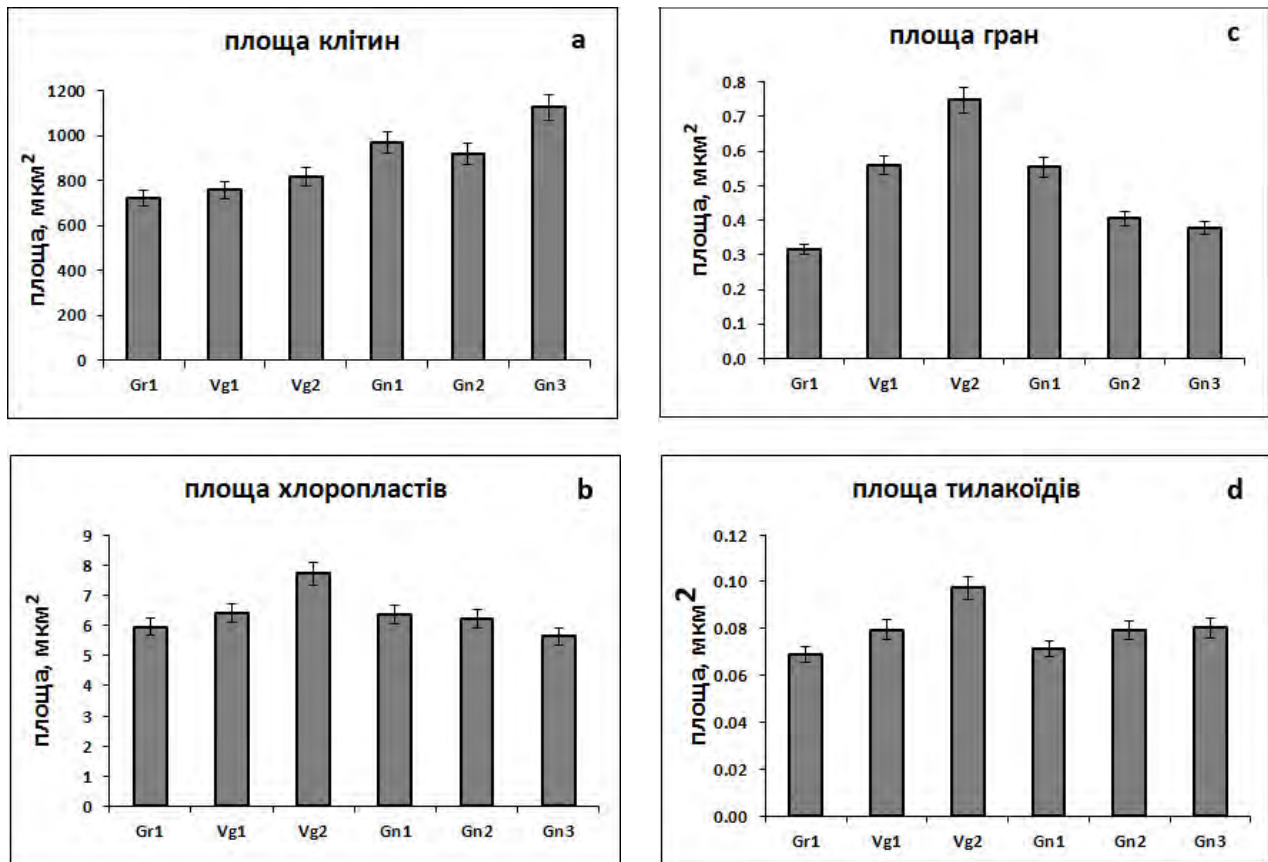 площа клітин
a
площа, мкм²
1200
1000
800
600
400
200
0
Gr1 Vg1 Vg2 Gn1 Gn2 Gn3
площа гран
c
площа, мкм²
0.8
0.7
0.6
0.5
0.4
0.3
0.2
0.1
0.0
Gr1 Vg1 Vg2 Gn1 Gn2 Gn3
площа хлоропластів
b
площа, мкм²
9
8
7
6
5
4
3
2
1
0
Gr1 Vg1 Vg2 Gn1 Gn2 Gn3
площа тилакоїдів
d
площа, мкм²
0.12
0.10
0.08
0.06
0.04
0.02
0.00
Gr1 Vg1 Vg2 Gn1 Gn2 Gn3